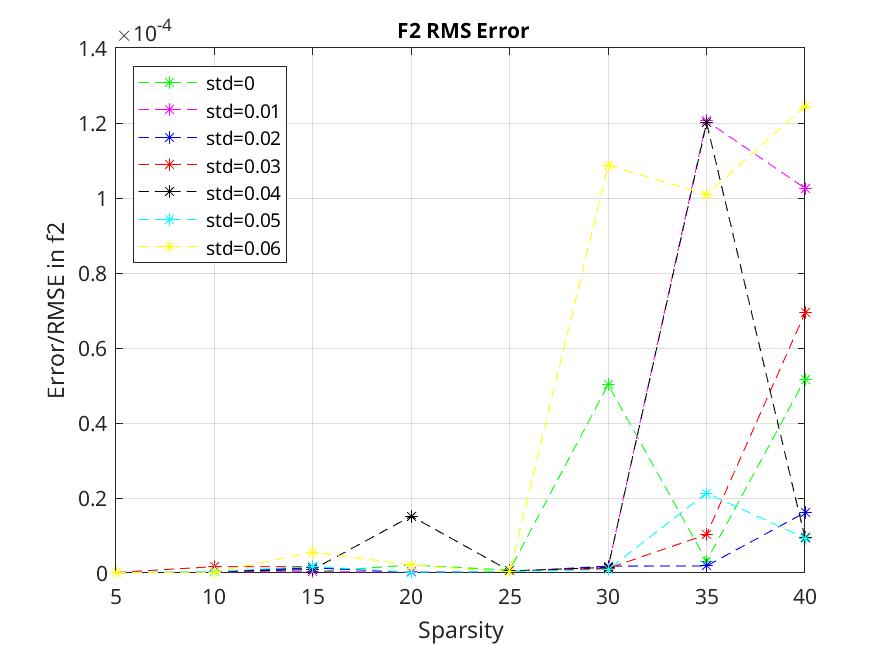 F2 RMS Error
×10-4
1.4
1.2
1
0.8
0.6
0.4
0.2
0
Error/RMSE in f2
std=0
std=0.01
std=0.02
std=0.03
std=0.04
std=0.05
std=0.06
5 10 15 20 25 30 35 40
Sparsity